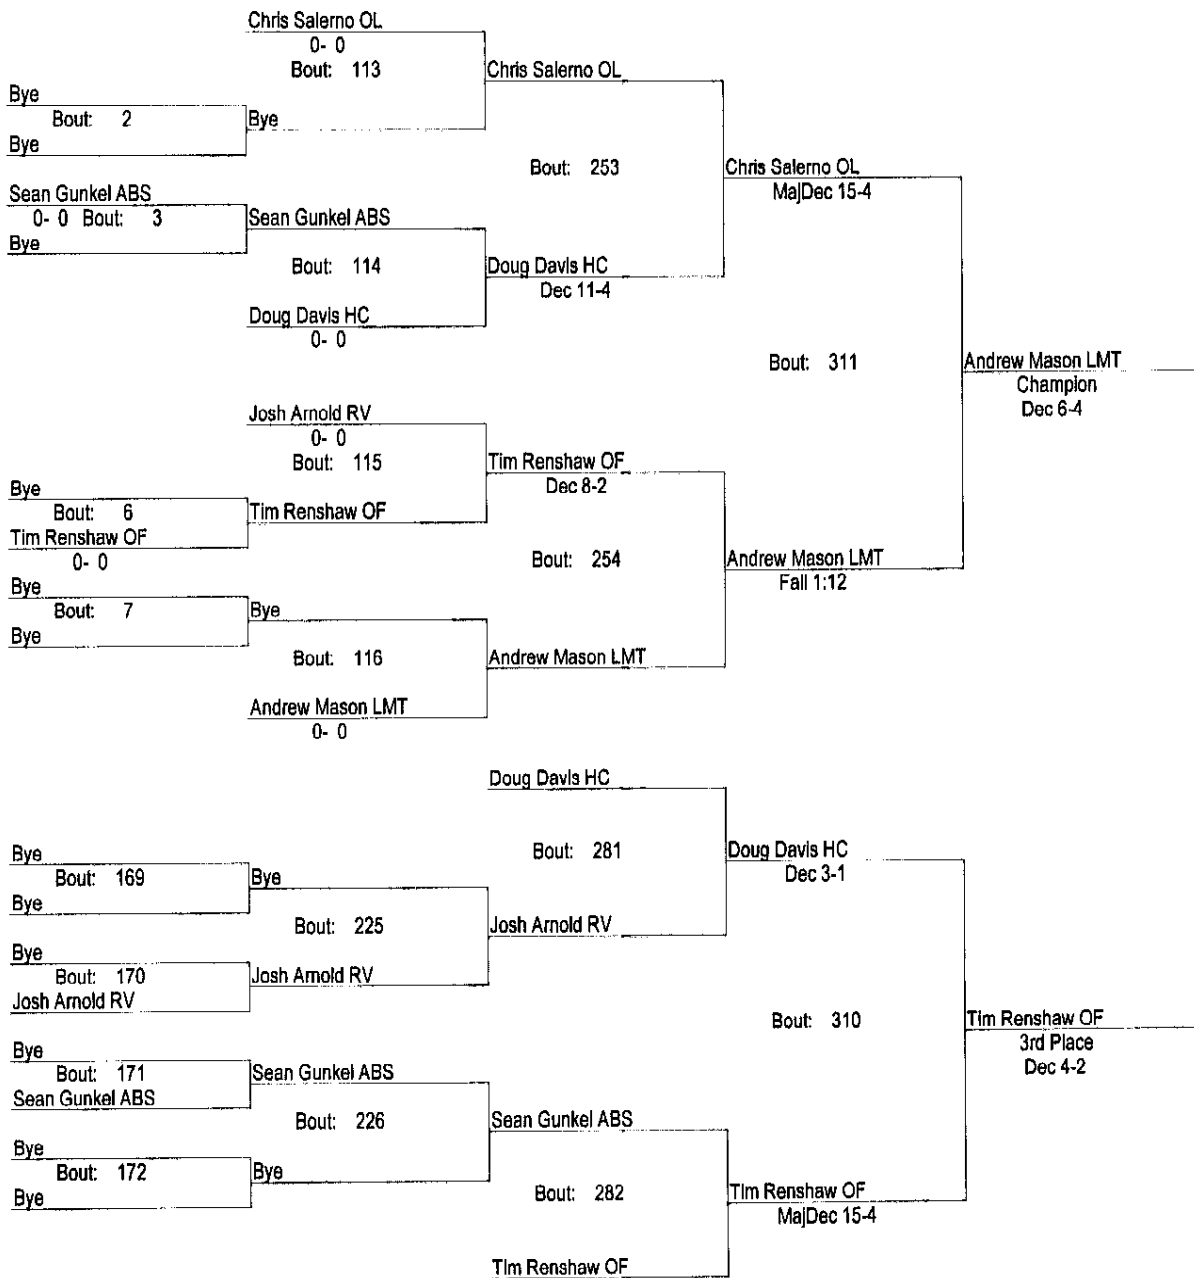 Chris Salerno OL
0- 0
Bout: 113
Chris Salerno OL
Bye
Bout: 2
Bye
Bye
Bout: 253
Chris Salerno OL
MajDec 15-4
Sean Gunkel ABS
0- 0 Bout: 3
Sean Gunkel ABS
Bye
Bout: 114
Doug Davis HC
Dec 11-4
Doug Davis HC
0- 0
Bout: 311
Andrew Mason LMT
Champion
Dec 6-4
Josh Arnold RV
0- 0
Bout: 115
Tim Renshaw OF
Dec 8-2
Bye
Bout: 6
Tim Renshaw OF
Tim Renshaw OF
0- 0
Bout: 254
Andrew Mason LMT
Fall 1:12
Bye
Bout: 7
Bye
Bye
Bout: 116
Andrew Mason LMT
Andrew Mason LMT
0- 0
Doug Davis HC
Bout: 281
Doug Davis HC
Dec 3-1
Bye
Bout: 169
Bye
Bye
Bout: 225
Josh Arnold RV
Bye
Bout: 170
Josh Arnold RV
Josh Arnold RV
Bout: 310
Tim Renshaw OF
3rd Place
Dec 4-2
Bye
Bout: 171
Sean Gunkel ABS
Sean Gunkel ABS
Bout: 226
Sean Gunkel ABS
Bye
Bout: 172
Bye
Bye
Bout: 282
Tim Renshaw OF
MajDec 15-4
Tim Renshaw OF